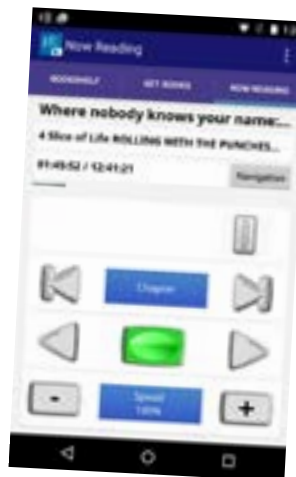 Now Reading
BOOKSHELF GET BOOKS NOW READING
Where nobody knows your name:...
4 Slice of Life ROLLING WITH THE PUNCHES...
01:45:52 / 12:41:21
Navigation
Chapter
Speed
100%
- +